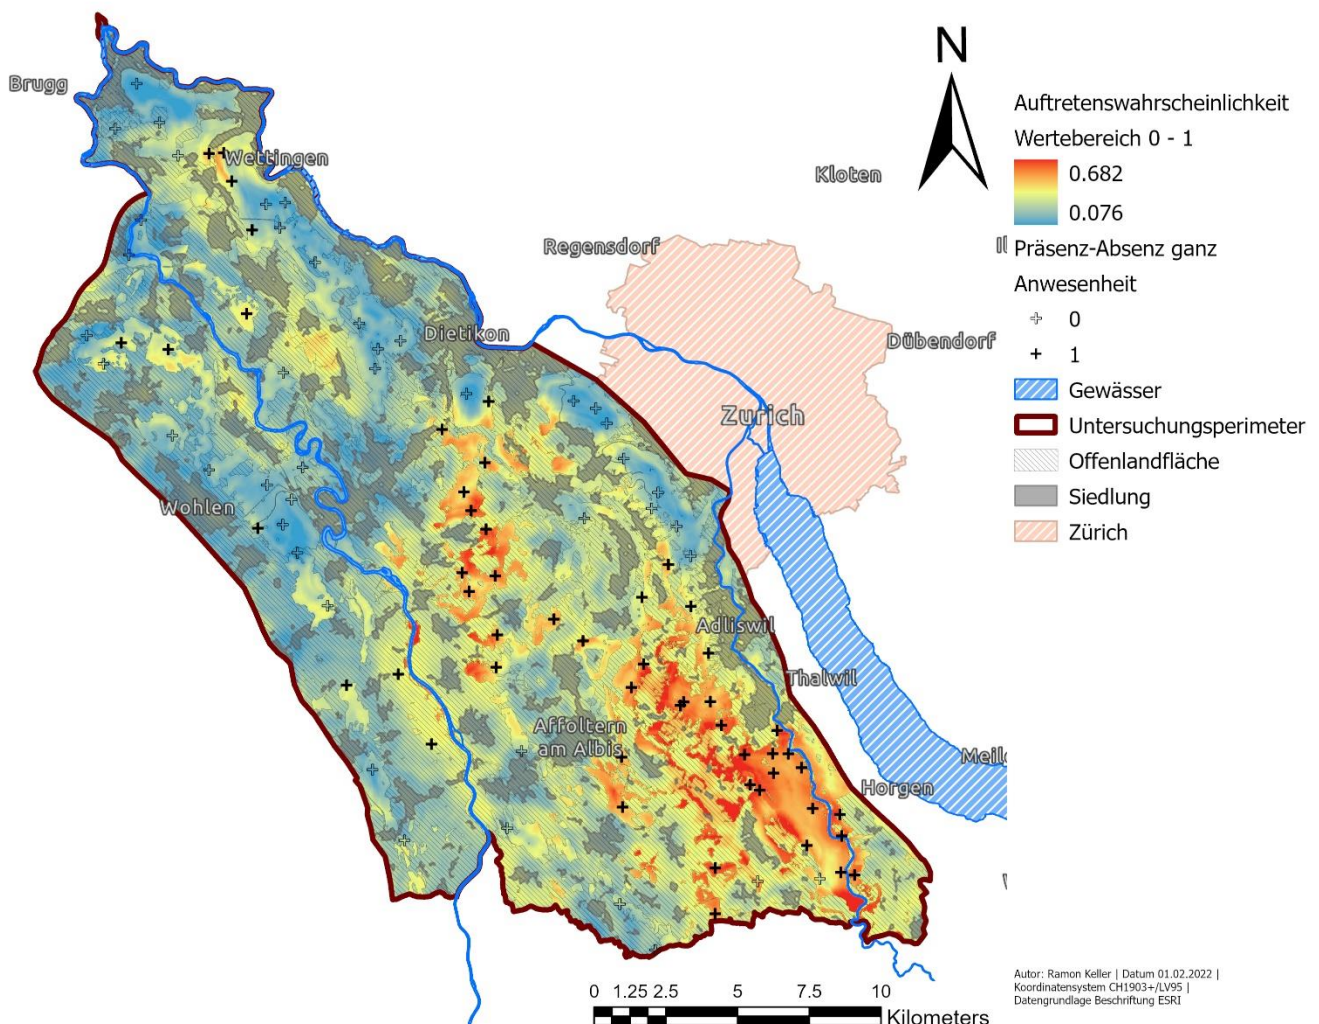 N
Brugg
Wettingen
Kloten
Regensdorf
Dietikon
Dübendorf
Zurich
Wohlen
Adliswil
Thalwil
Affoltern
am Albis
Horgen
Auftretenswahrscheinlichkeit
Wertebereich 0 - 1
0.682
0.076
Präsenz-Absenz ganz
Anwesenheit
0
1
Gewässer
Untersuchungsperimeter
Offenlandfläche
Siedlung
Zürich
0 1.25 2.5 5 7.5 10
Kilometers
Autor: Ramon Keller | Datum 01.02.2022 |
Koordinatensystem CH1903+/LV95 |
Datengrundlage Beschriftung ESRI